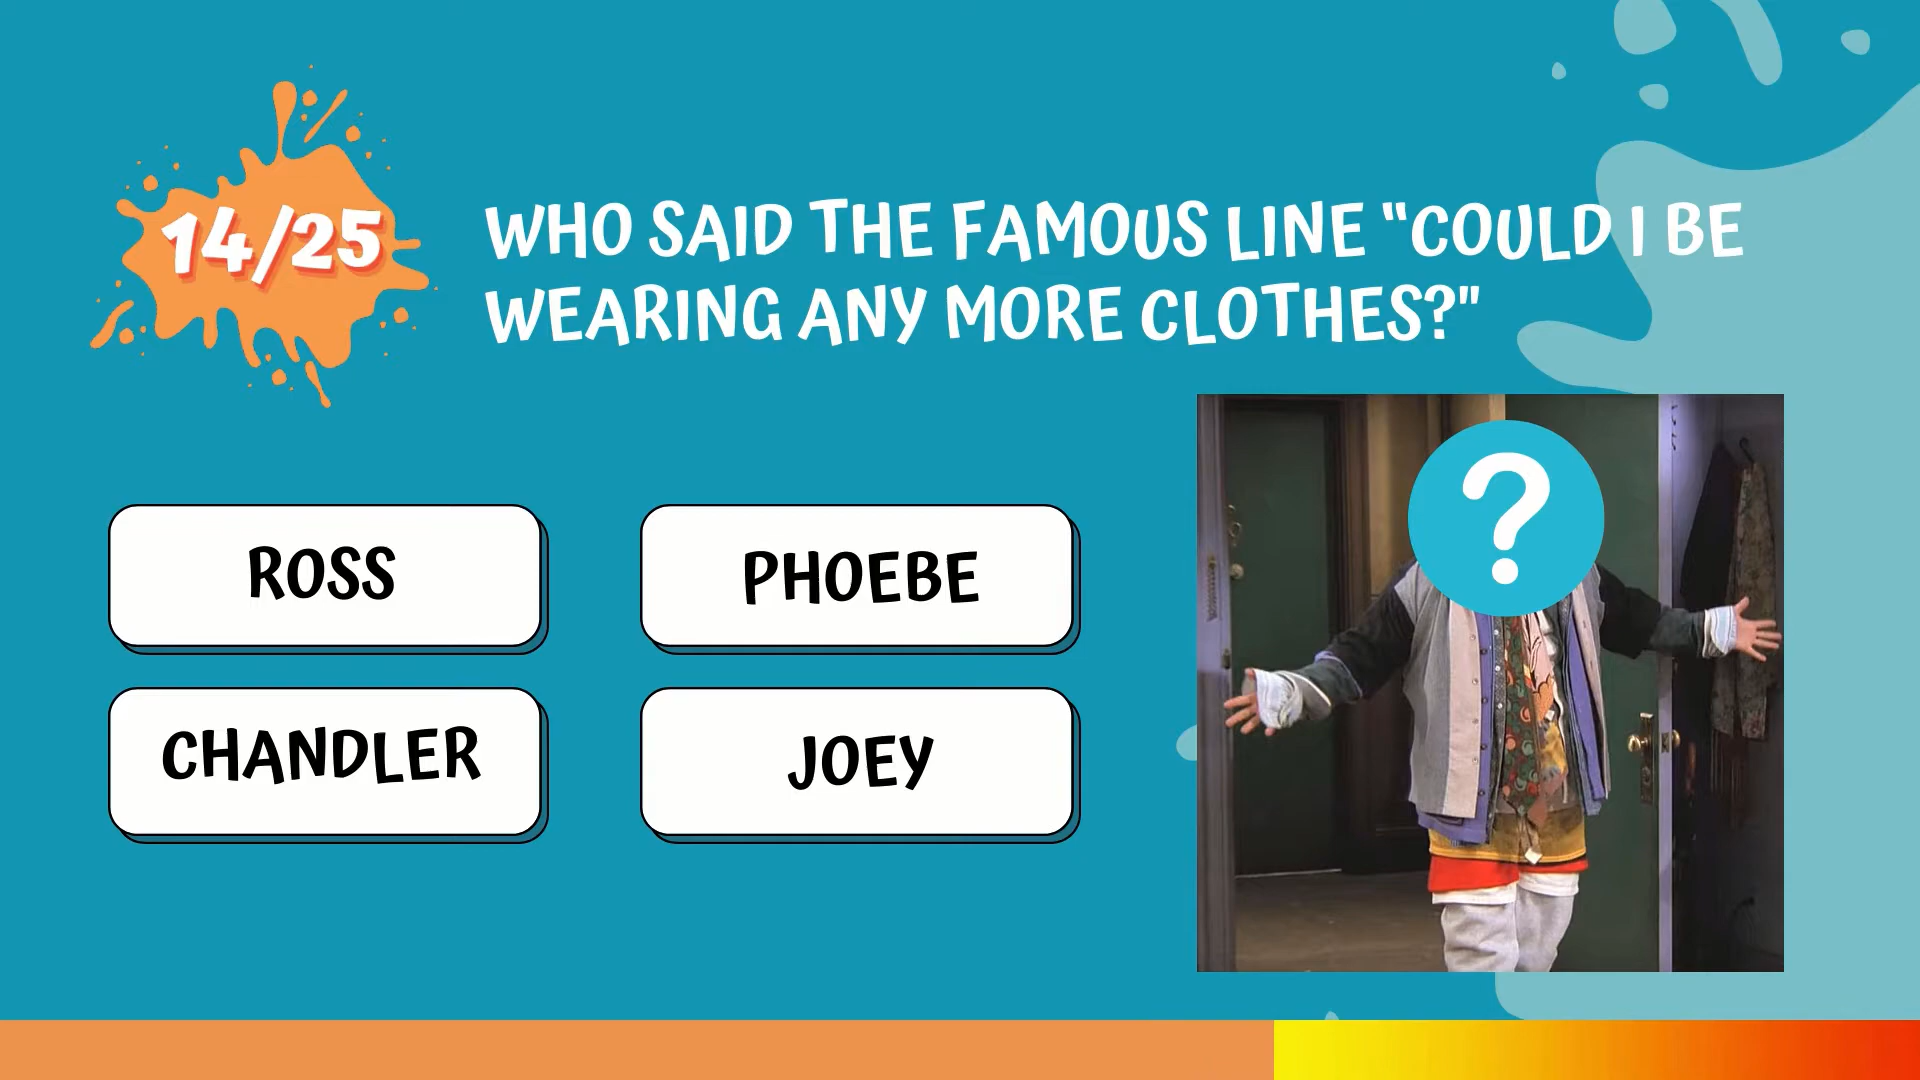 14/25
WHO SAID THE FAMOUS LINE "COULD I BE
WEARING ANY MORE CLOTHES?"
?
ROSS
PHOEBE
CHANDLER
JOEY